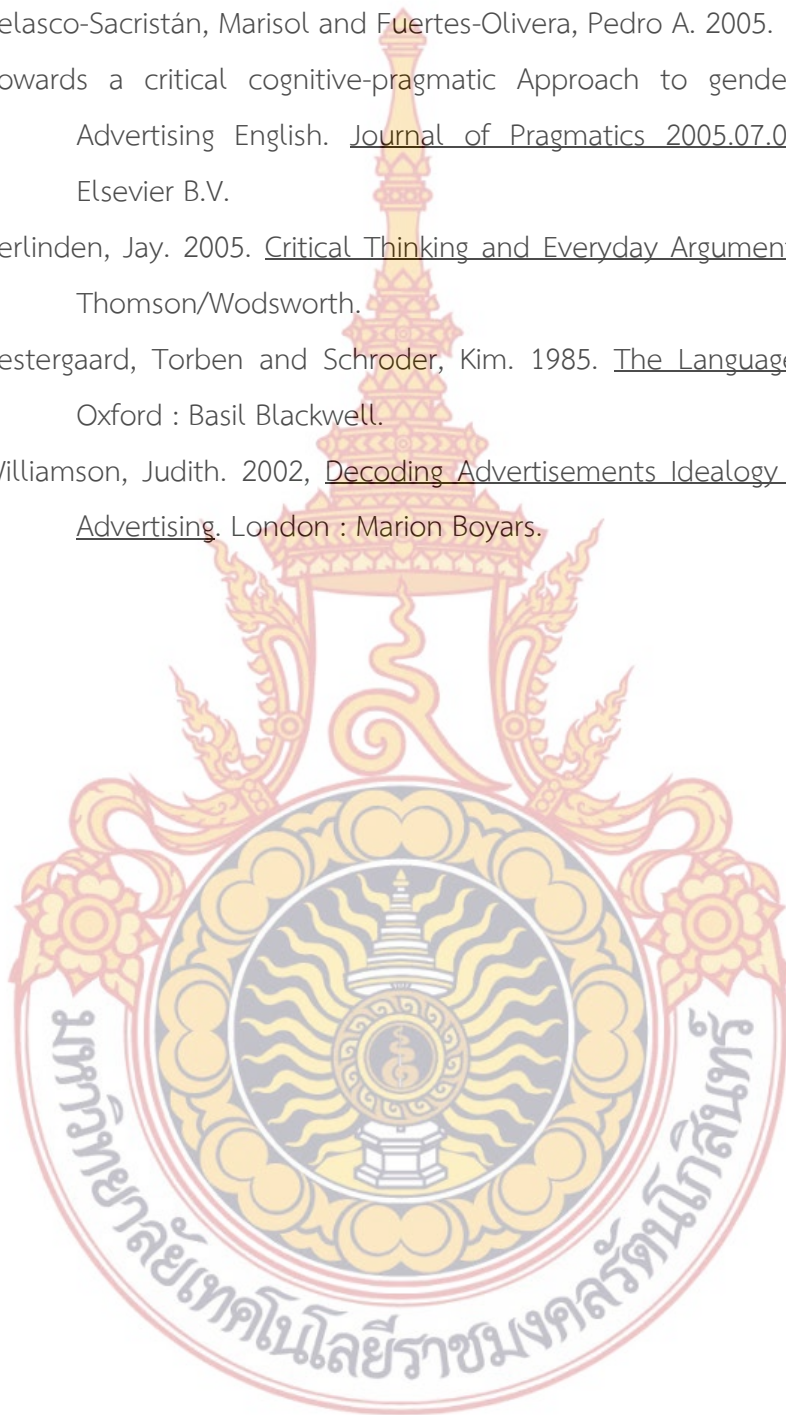 elasco-Sacristán, Marisol and Fuertes-Olivera, Pedro A. 2005.
owards a critical cognitive-pragmatic Approach to gende
Advertising English. Journal of Pragmatics 2005.07.0
Elsevier B.V.
erlinden, Jay. 2005. Critical Thinking and Everyday Argument
Thomson/Wodsworth.
estergaard, Torben and Schroder, Kim. 1985. The Language
Oxford : Basil Blackwell.
Williamson, Judith. 2002, Decoding Advertisements Idealogy
Advertising. London : Marion Boyars.
มหาวิทยาลัยเทคโนโลยีราชมงคลรัตนโกสินทร์